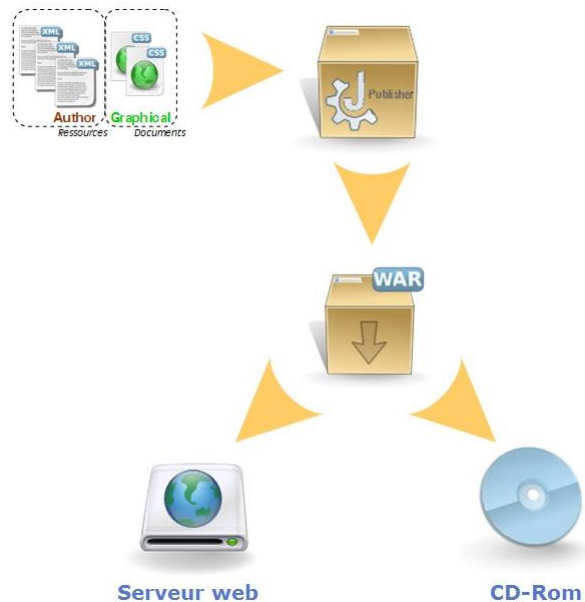 XML
XML
XML
CSS
CSS
Author
Graphical
Ressources
Documents
J
Publisher
WAR
Serveur web
CD-Rom